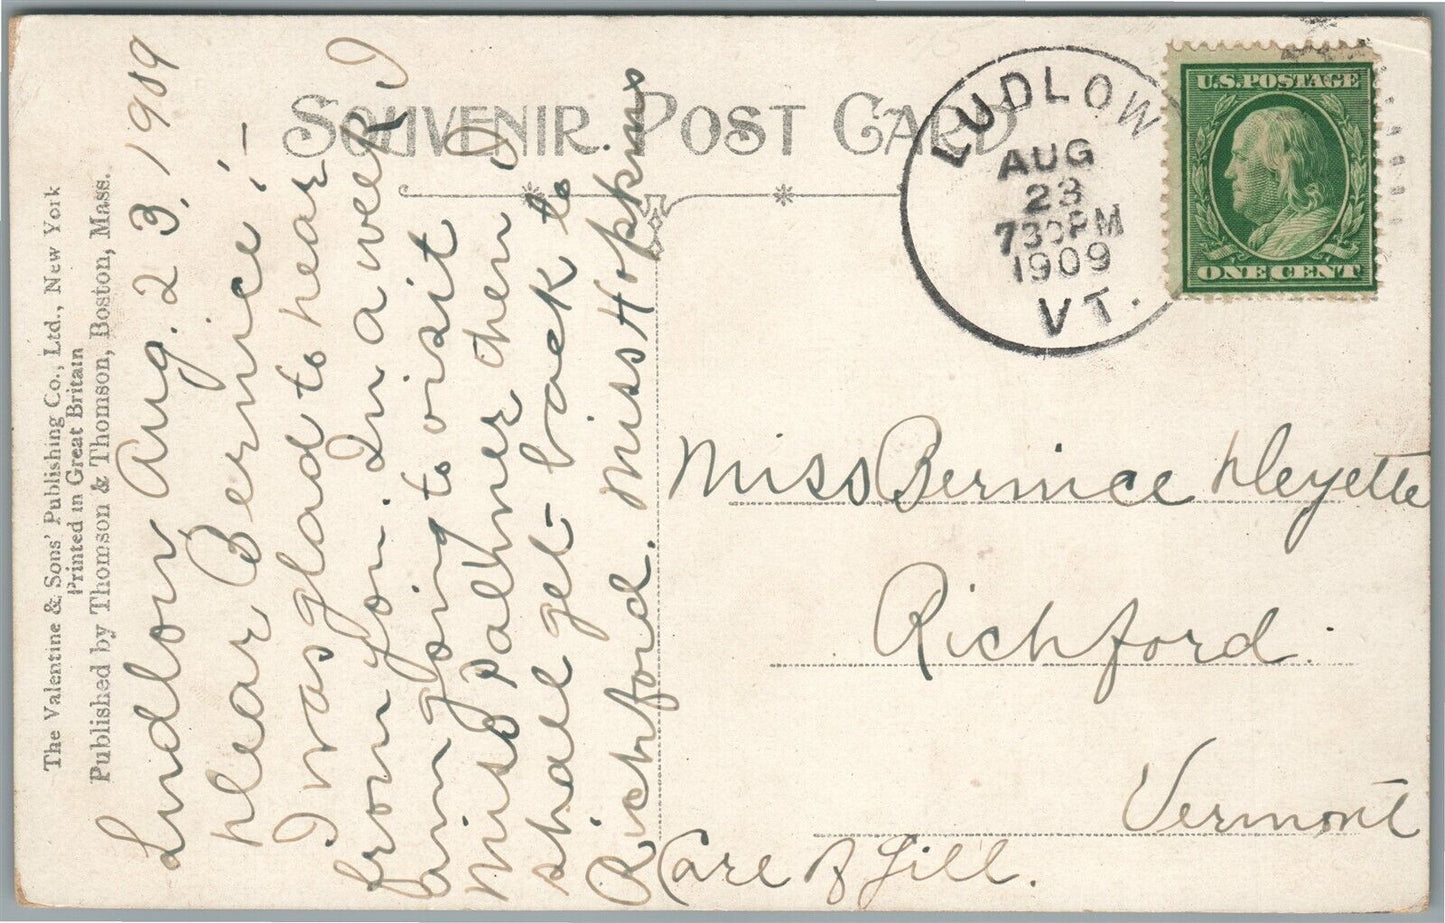 The Valentine & Sons' Publishing Co., Ltd., New York
Printed in Great Britain
Published by Thomson & Thomson, Boston, Mass.
SOUVENIR POST CARD
LUDLOW
AUG
23
730PM
1909
VT.
U.S. POSTAGE
ONE CENT
Ludlow Aug. 23, 1909
Dear Bernice:-
I was glad to hear
from you. In a week I
am going to visit
Miss Palmer then I
shall get back to
Richford. Miss Hopkins
Miss Bernice Deyette
Richford.
Vermont
Care B Gill.